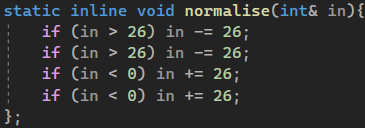 static inline void normalise(int& in){
    if (in > 26) in -= 26;
    if (in > 26) in -= 26;
    if (in < 0) in += 26;
    if (in < 0) in += 26;
};